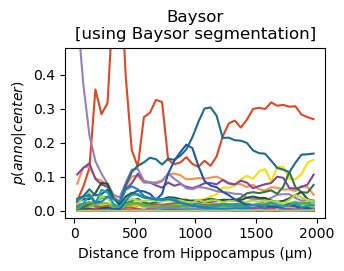 Baysor
[using Baysor segmentation]
p(anno|center)
0.4
0.3
0.2
0.1
0.0
0 500 1000 1500 2000
Distance from Hippocampus (μm)